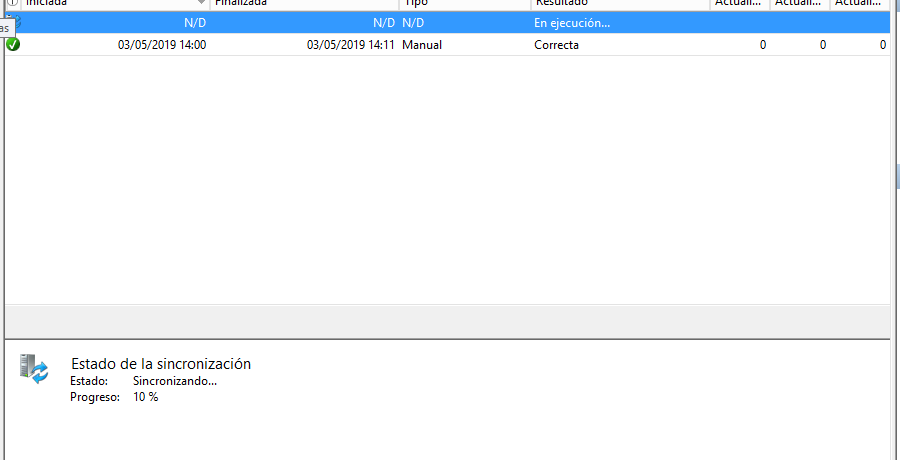 Iniciada Finalizada Tipo Resultado Actuali... Actuali... Actuali...
N/D N/D N/D En ejecución...
as
03/05/2019 14:00 03/05/2019 14:11 Manual Correcta 0 0 0
Estado de la sincronización
Estado: Sincronizando...
Progreso: 10 %